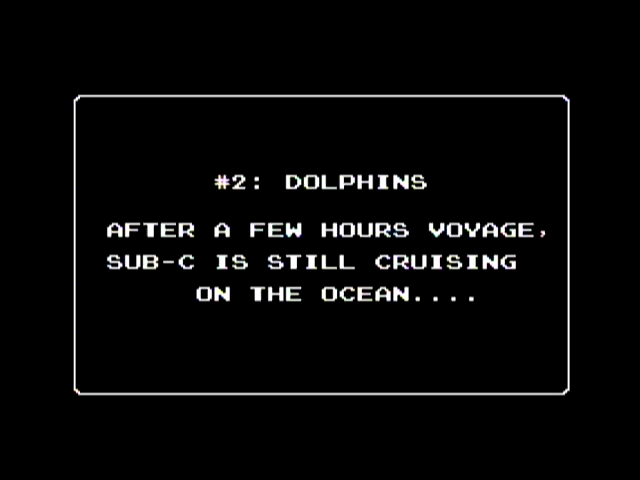 #2: DOLPHINS
AFTER A FEW HOURS VOYAGE,
SUB-C IS STILL CRUISING
ON THE OCEAN....